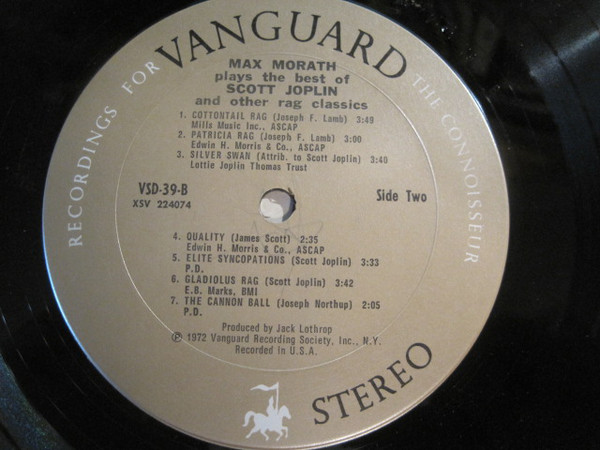 RECORDINGS FOR VANGUARD THE CONNOISSEUR
MAX MORATH
plays the best of
SCOTT JOPLIN
and other rag classics
1. COTTONTAIL RAG (Joseph F. Lamb) 3:49
Mills Music Inc., ASCAP
2. PATRICIA RAG (Joseph F. Lamb) 3:00
Edwin H. Morris & Co., ASCAP
3. SILVER SWAN (Attrib. to Scott Joplin) 3:40
Lottie Joplin Thomas Trust
VSD-39-B
XSV 224074
Side Two
4. QUALITY (James Scott) 2:35
Edwin H. Morris & Co., ASCAP
5. ELITE SYNCOPATIONS (Scott Joplin) 3:33
P.D.
6. GLADIOLUS RAG (Scott Joplin) 3:42
E.B. Marks, BMI
7. THE CANNON BALL (Joseph Northup) 2:05
P.D.
Produced by Jack Lothrop
℗ 1972 Vanguard Recording Society, Inc., N.Y.
Recorded in U.S.A.
STEREO